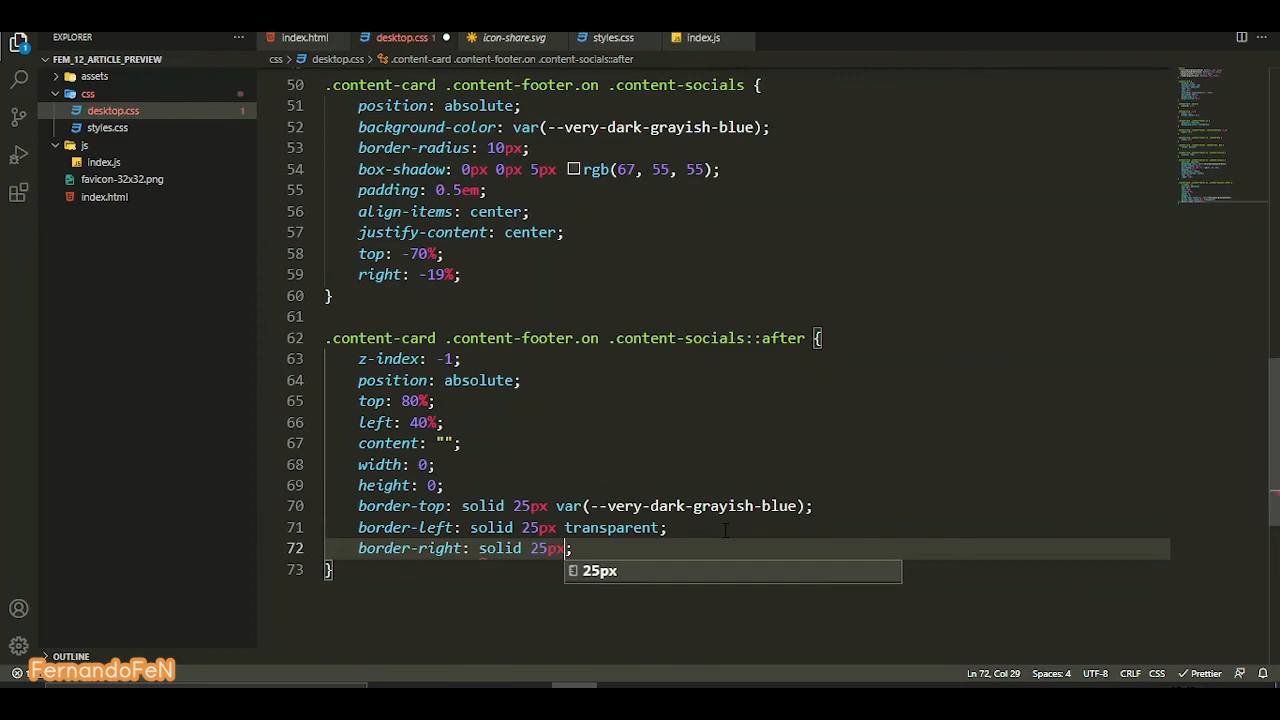 EXPLORER
index.html
desktop.css 1
icon-share.svg
styles.css
index.js
FEM_12_ARTICLE_PREVIEW
css > desktop.css > .content-card .content-footer.on .content-socials::after
1
assets
css
desktop.css 1
styles.css
js
index.js
favicon-32x32.png
index.html
50 .content-card .content-footer.on .content-socials {
51 position: absolute;
52 background-color: var(--very-dark-grayish-blue);
53 border-radius: 10px;
54 box-shadow: 0px 0px 5px rgb(67, 55, 55);
55 padding: 0.5em;
56 align-items: center;
57 justify-content: center;
58 top: -70%;
59 right: -19%;
60 }
61
62 .content-card .content-footer.on .content-socials::after {
63 z-index: -1;
64 position: absolute;
65 top: 80%;
66 left: 40%;
67 content: "";
68 width: 0;
69 height: 0;
70 border-top: solid 25px var(--very-dark-grayish-blue);
71 border-left: solid 25px transparent;
72 border-right: solid 25px;
25px
73 }
OUTLINE
FernandoFeN
Ln 72, Col 29
Spaces: 4
UTF-8
CRLF
CSS
Prettier